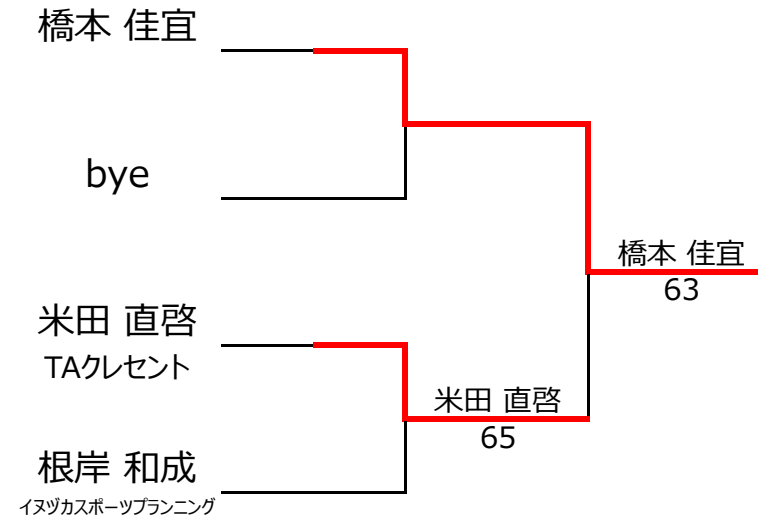 橋本 佳宜
bye
橋本 佳宜
63
米田 直啓
TAクレセント
米田 直啓
65
根岸 和成
イヌヅカスポーツプランニング